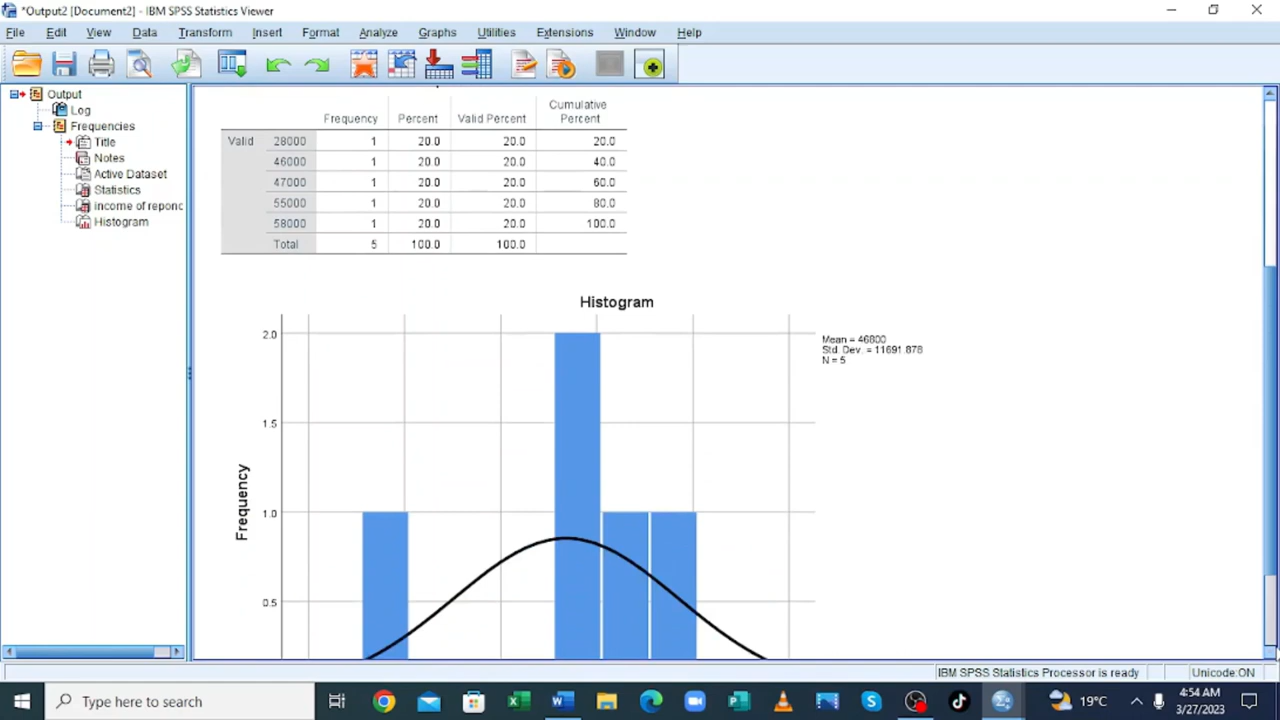 *Output2 [Document2] - IBM SPSS Statistics Viewer
File Edit View Data Transform Insert Format Analyze Graphs Utilities Extensions Window Help
Output
Log
Frequencies
Title
Notes
Active Dataset
Statistics
income of reponc
Histogram
Frequency Percent Valid Percent Cumulative Percent
Valid 28000 1 20.0 20.0 20.0
46000 1 20.0 20.0 40.0
47000 1 20.0 20.0 60.0
55000 1 20.0 20.0 80.0
58000 1 20.0 20.0 100.0
Total 5 100.0 100.0
Histogram
2.0
1.5
1.0
0.5
Frequency
Mean = 46800
Std. Dev. = 11691.878
N = 5
IBM SPSS Statistics Processor is ready Unicode:ON
Type here to search
19°C
4:54 AM
3/27/2023